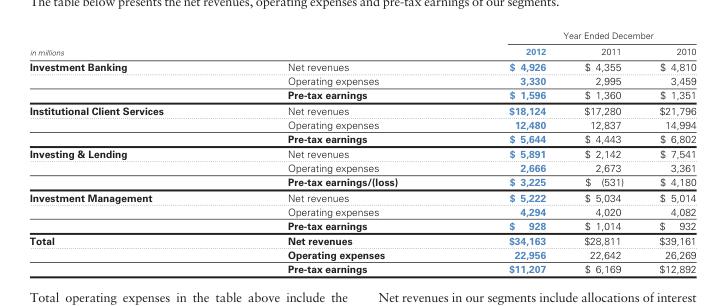 The table below presents the net revenues, operating expenses and pre-tax earnings of our segments.
Year Ended December
in millions 2012 2011 2010
Investment Banking Net revenues $ 4,926 $ 4,355 $ 4,810
Operating expenses 3,330 2,995 3,459
Pre-tax earnings $ 1,596 $ 1,360 $ 1,351
Institutional Client Services Net revenues $18,124 $17,280 $21,796
Operating expenses 12,480 12,837 14,994
Pre-tax earnings $ 5,644 $ 4,443 $ 6,802
Investing & Lending Net revenues $ 5,891 $ 2,142 $ 7,541
Operating expenses 2,666 2,673 3,361
Pre-tax earnings/(loss) $ 3,225 $ (531) $ 4,180
Investment Management Net revenues $ 5,222 $ 5,034 $ 5,014
Operating expenses 4,294 4,020 4,082
Pre-tax earnings $ 928 $ 1,014 $ 932
Total Net revenues $34,163 $28,811 $39,161
Operating expenses 22,956 22,642 26,269
Pre-tax earnings $11,207 $ 6,169 $12,892
Total operating expenses in the table above include the
Net revenues in our segments include allocations of interest